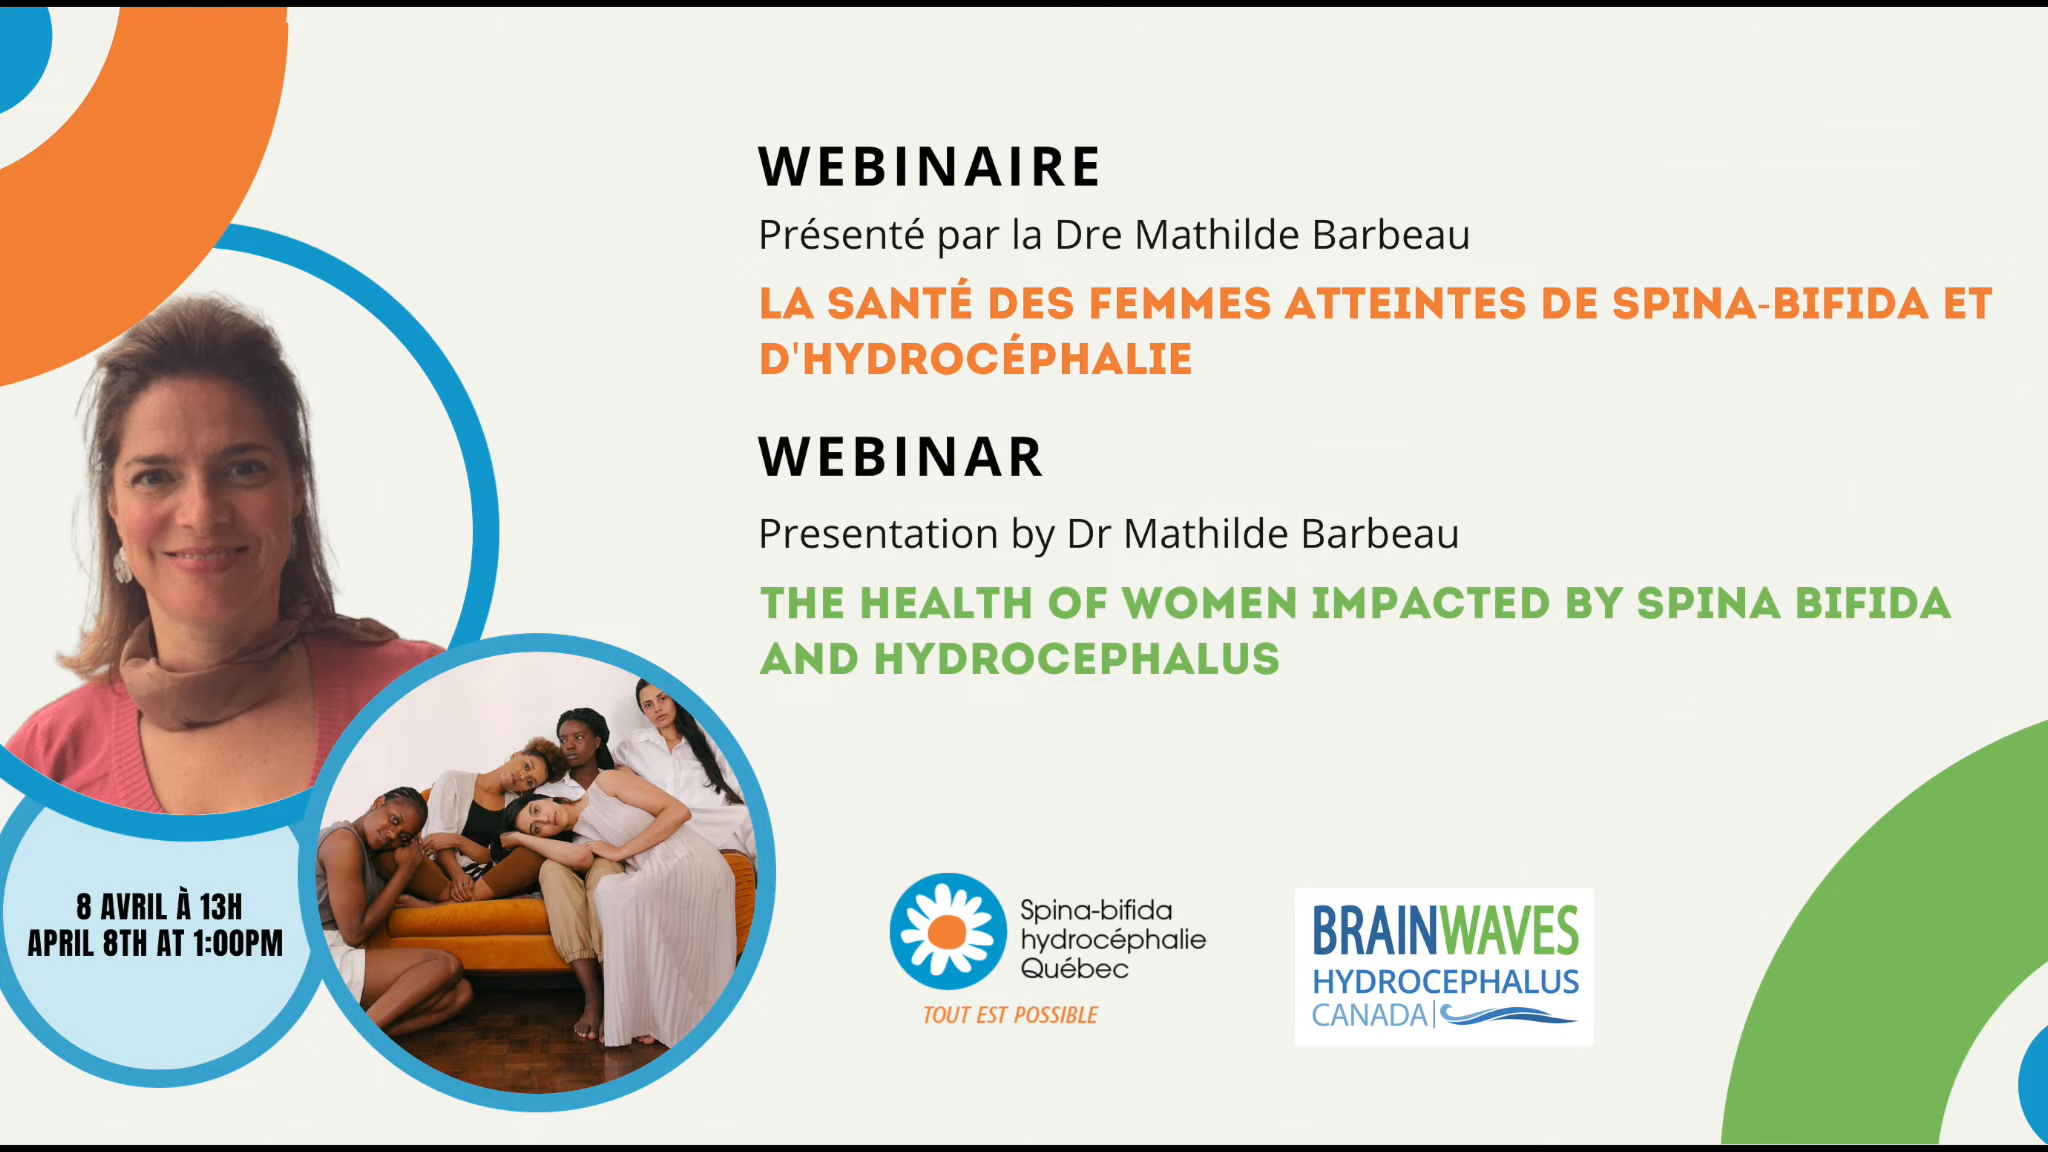 WEBINAIRE
Présenté par la Dre Mathilde Barbeau
LA SANTÉ DES FEMMES ATTEINTES DE SPINA-BIFIDA ET
D'HYDROCÉPHALIE
WEBINAR
Presentation by Dr Mathilde Barbeau
THE HEALTH OF WOMEN IMPACTED BY SPINA BIFIDA
AND HYDROCEPHALUS
8 AVRIL À 13H
APRIL 8TH AT 1:00PM
Spina-bifida
hydrocéphalie
Québec
TOUT EST POSSIBLE
BRAINWAVES
HYDROCEPHALUS
CANADA